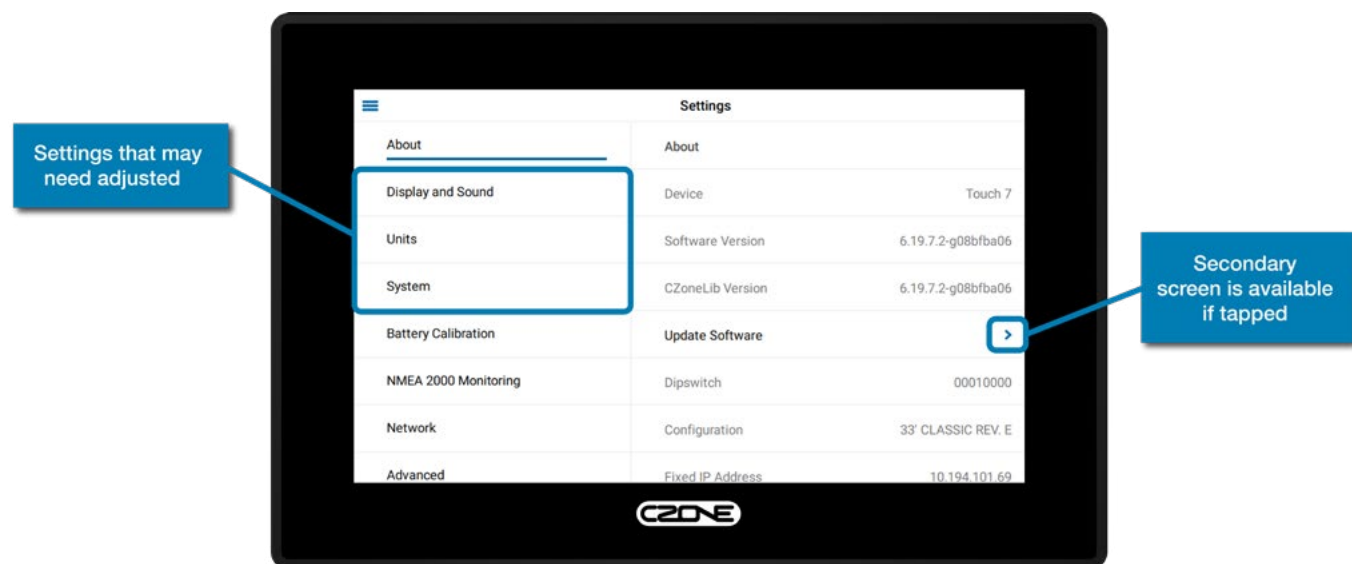 Settings
Settings that may
need adjusted
About
Display and Sound
Units
System
Battery Calibration
NMEA 2000 Monitoring
Network
Advanced
About
Device Touch 7
Software Version 6.19.7.2-g08bfba06
CZoneLib Version 6.19.7.2-g08bfba06
Update Software >
Dipswitch 00010000
Configuration 33' CLASSIC REV. E
Fixed IP Address 10.194.101.69
Secondary
screen is available
if tapped
CZONE